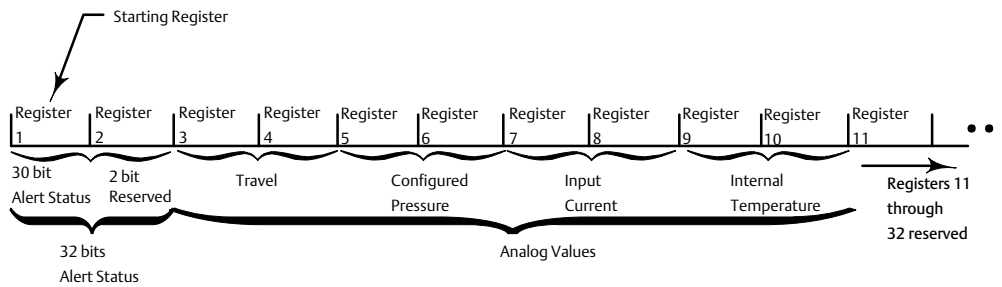 Starting Register
Register Register Register Register Register Register Register Register Register Register Register
1 2 3 4 5 6 7 8 9 10 11
30 bit
Alert Status
2 bit
Reserved
Travel
Configured
Pressure
Input
Current
Internal
Temperature
Registers 11
through
32 reserved
32 bits
Alert Status
Analog Values